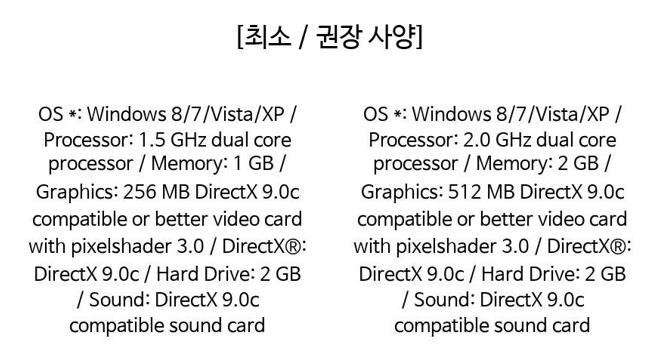 [최소 / 권장 사양]
OS *: Windows 8/7/Vista/XP /
Processor: 1.5 GHz dual core
processor / Memory: 1 GB /
Graphics: 256 MB DirectX 9.0c
compatible or better video card
with pixelshader 3.0 / DirectX®:
DirectX 9.0c / Hard Drive: 2 GB
/ Sound: DirectX 9.0c
compatible sound card
OS *: Windows 8/7/Vista/XP /
Processor: 2.0 GHz dual core
processor / Memory: 2 GB /
Graphics: 512 MB DirectX 9.0c
compatible or better video card
with pixelshader 3.0 / DirectX®:
DirectX 9.0c / Hard Drive: 2 GB
/ Sound: DirectX 9.0c
compatible sound card